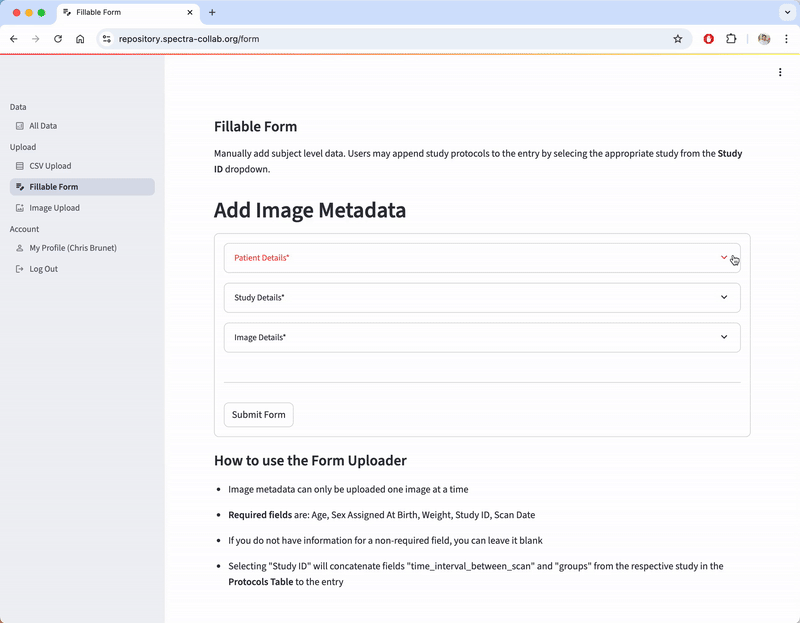 Fillable Form
repository.spectra-collab.org/form
Data
All Data
Upload
CSV Upload
Fillable Form
Image Upload
Account
My Profile (Chris Brunet)
Log Out
Fillable Form
Manually add subject level data. Users may append study protocols to the entry by selecing the appropriate study from the Study
ID dropdown.
Add Image Metadata
Patient Details*
Study Details*
Image Details*
Submit Form
How to use the Form Uploader
Image metadata can only be uploaded one image at a time
Required fields are: Age, Sex Assigned At Birth, Weight, Study ID, Scan Date
If you do not have information for a non-required field, you can leave it blank
Selecting "Study ID" will concatenate fields "time_interval_between_scan" and "groups" from the respective study in the
Protocols Table to the entry